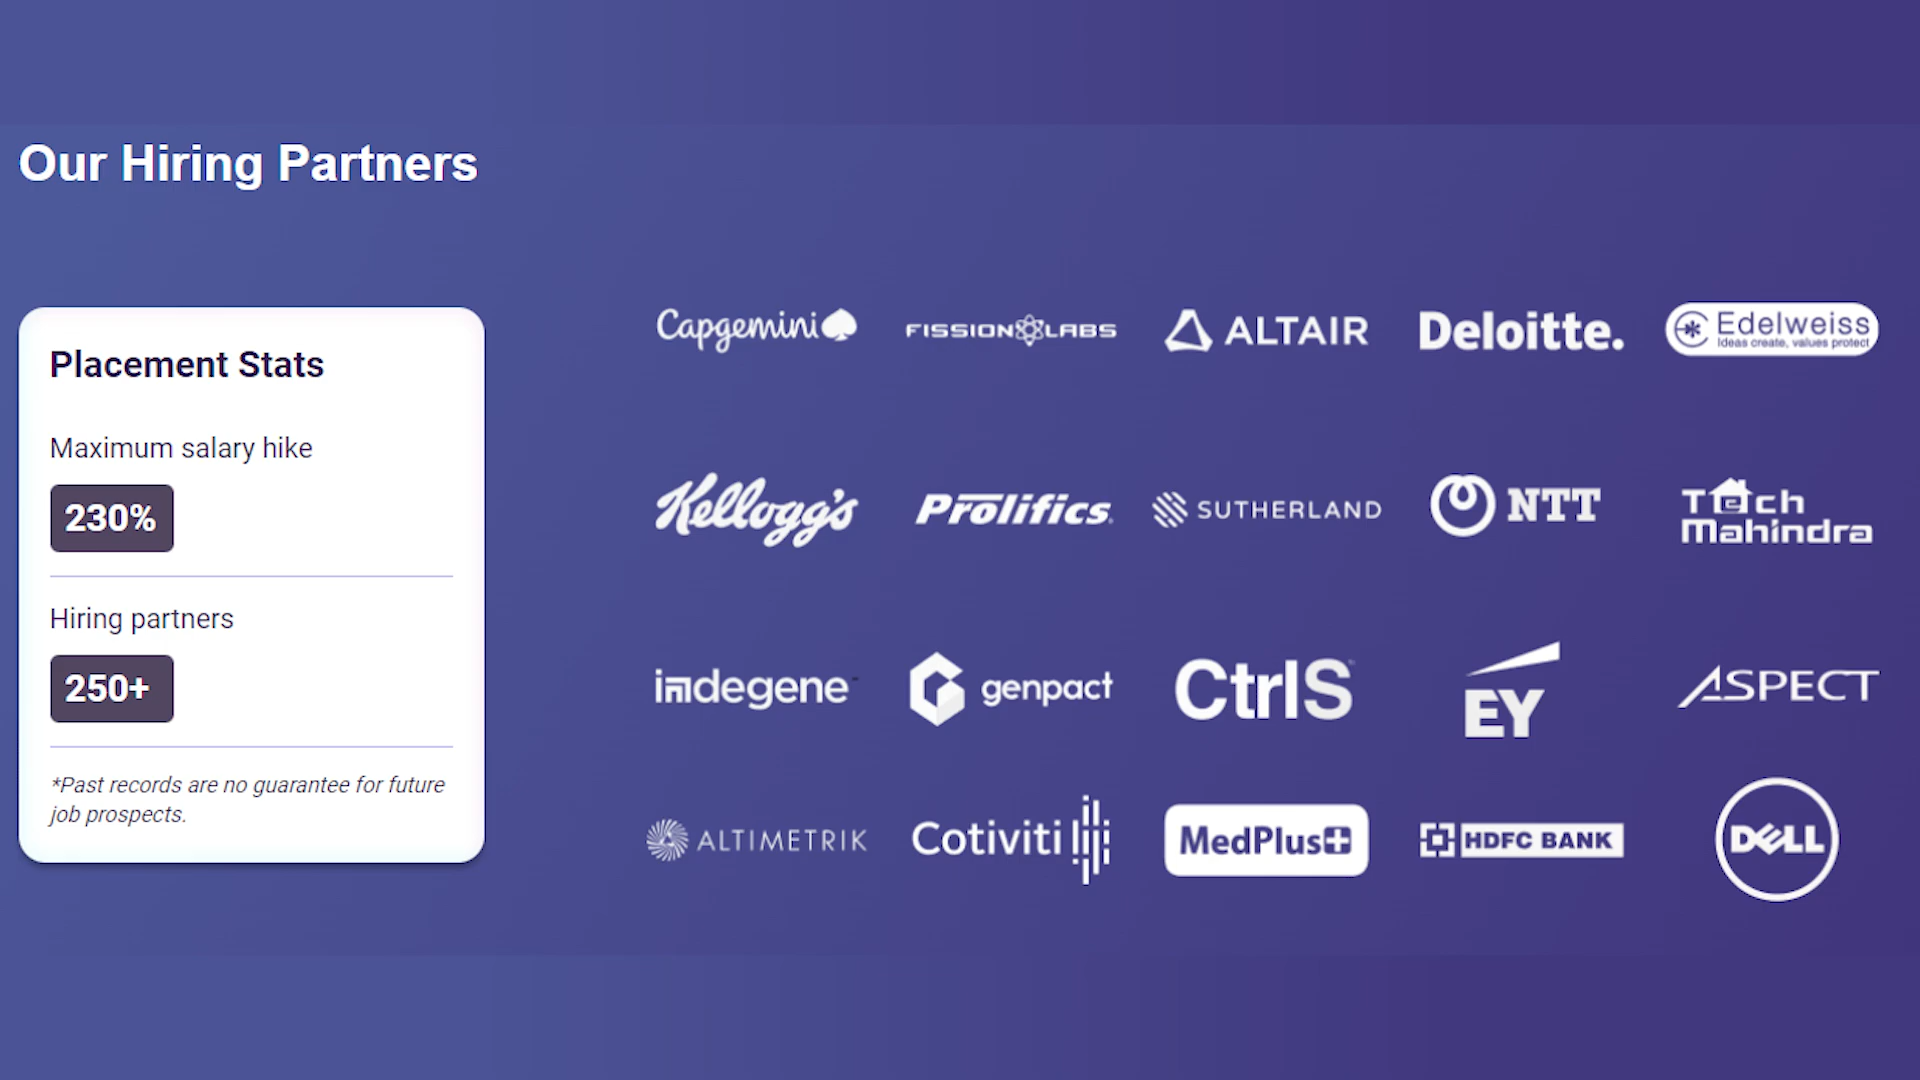 Our Hiring Partners
Placement Stats
Maximum salary hike
230%
Hiring partners
250+
*Past records are no guarantee for future
job prospects.
Capgemini FISSION LABS ALTAIR Deloitte. Edelweiss
Ideas create, values protect
Kellogg's Prolifics SUTHERLAND NTT Tech
Mahindra
indegene genpact CtrlS EY ASPECT
ALTIMETRIK Cotiviti MedPlus HDFC BANK DELL